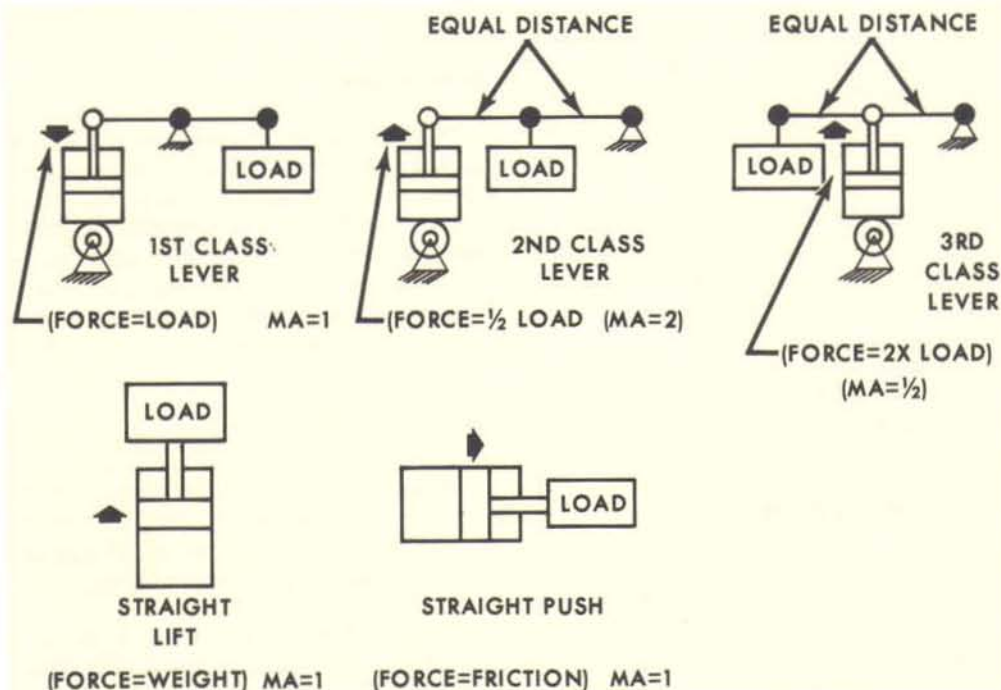 EQUAL DISTANCE
EQUAL DISTANCE
LOAD
LOAD
LOAD
1ST CLASS
LEVER
2ND CLASS
LEVER
3RD
CLASS
LEVER
(FORCE=LOAD) MA=1
(FORCE=½ LOAD (MA=2)
(FORCE=2X LOAD)
(MA=½)
LOAD
LOAD
STRAIGHT
LIFT
STRAIGHT PUSH
(FORCE=WEIGHT) MA=1
(FORCE=FRICTION) MA=1